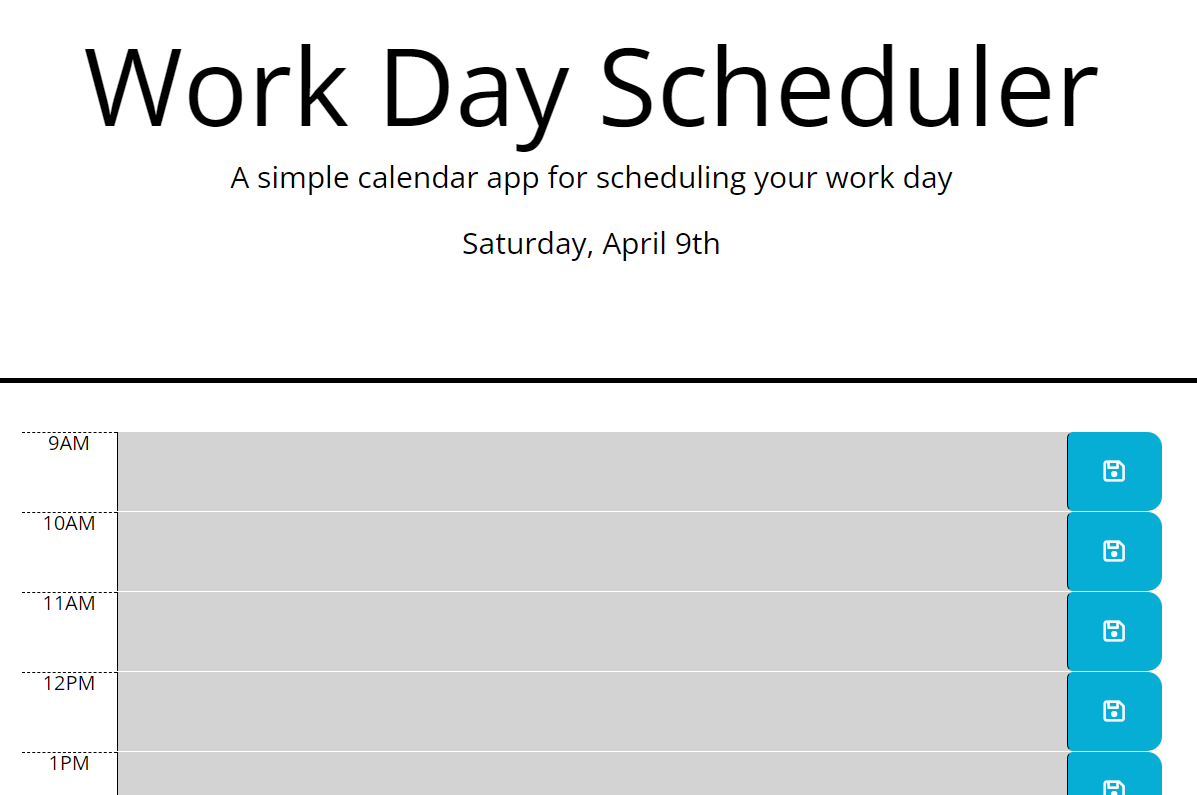 Work Day Scheduler
A simple calendar app for scheduling your work day
Saturday, April 9th
9AM
10AM
11AM
12PM
1PM